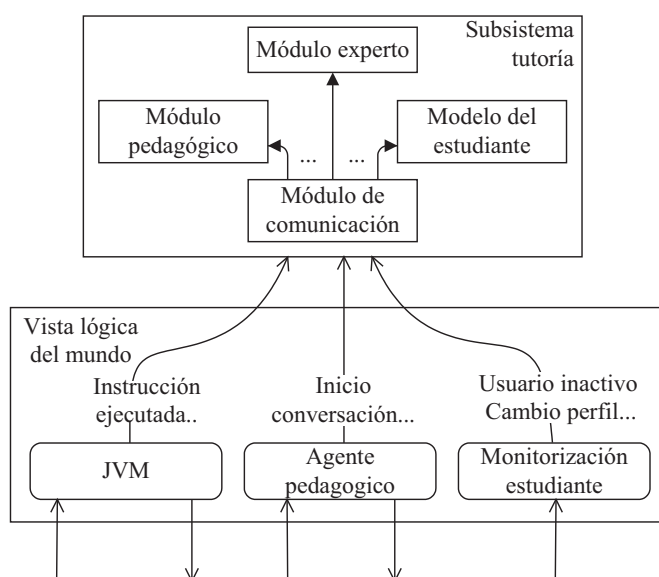 Subsistema
tutoría
Módulo experto
Módulo
pedagógico
Modelo del
estudiante
... ...
Módulo de
comunicación
Vista lógica
del mundo
Instrucción
ejecutada..
Inicio
conversación...
Usuario inactivo
Cambio perfil...
JVM
Agente
pedagogico
Monitorización
estudiante